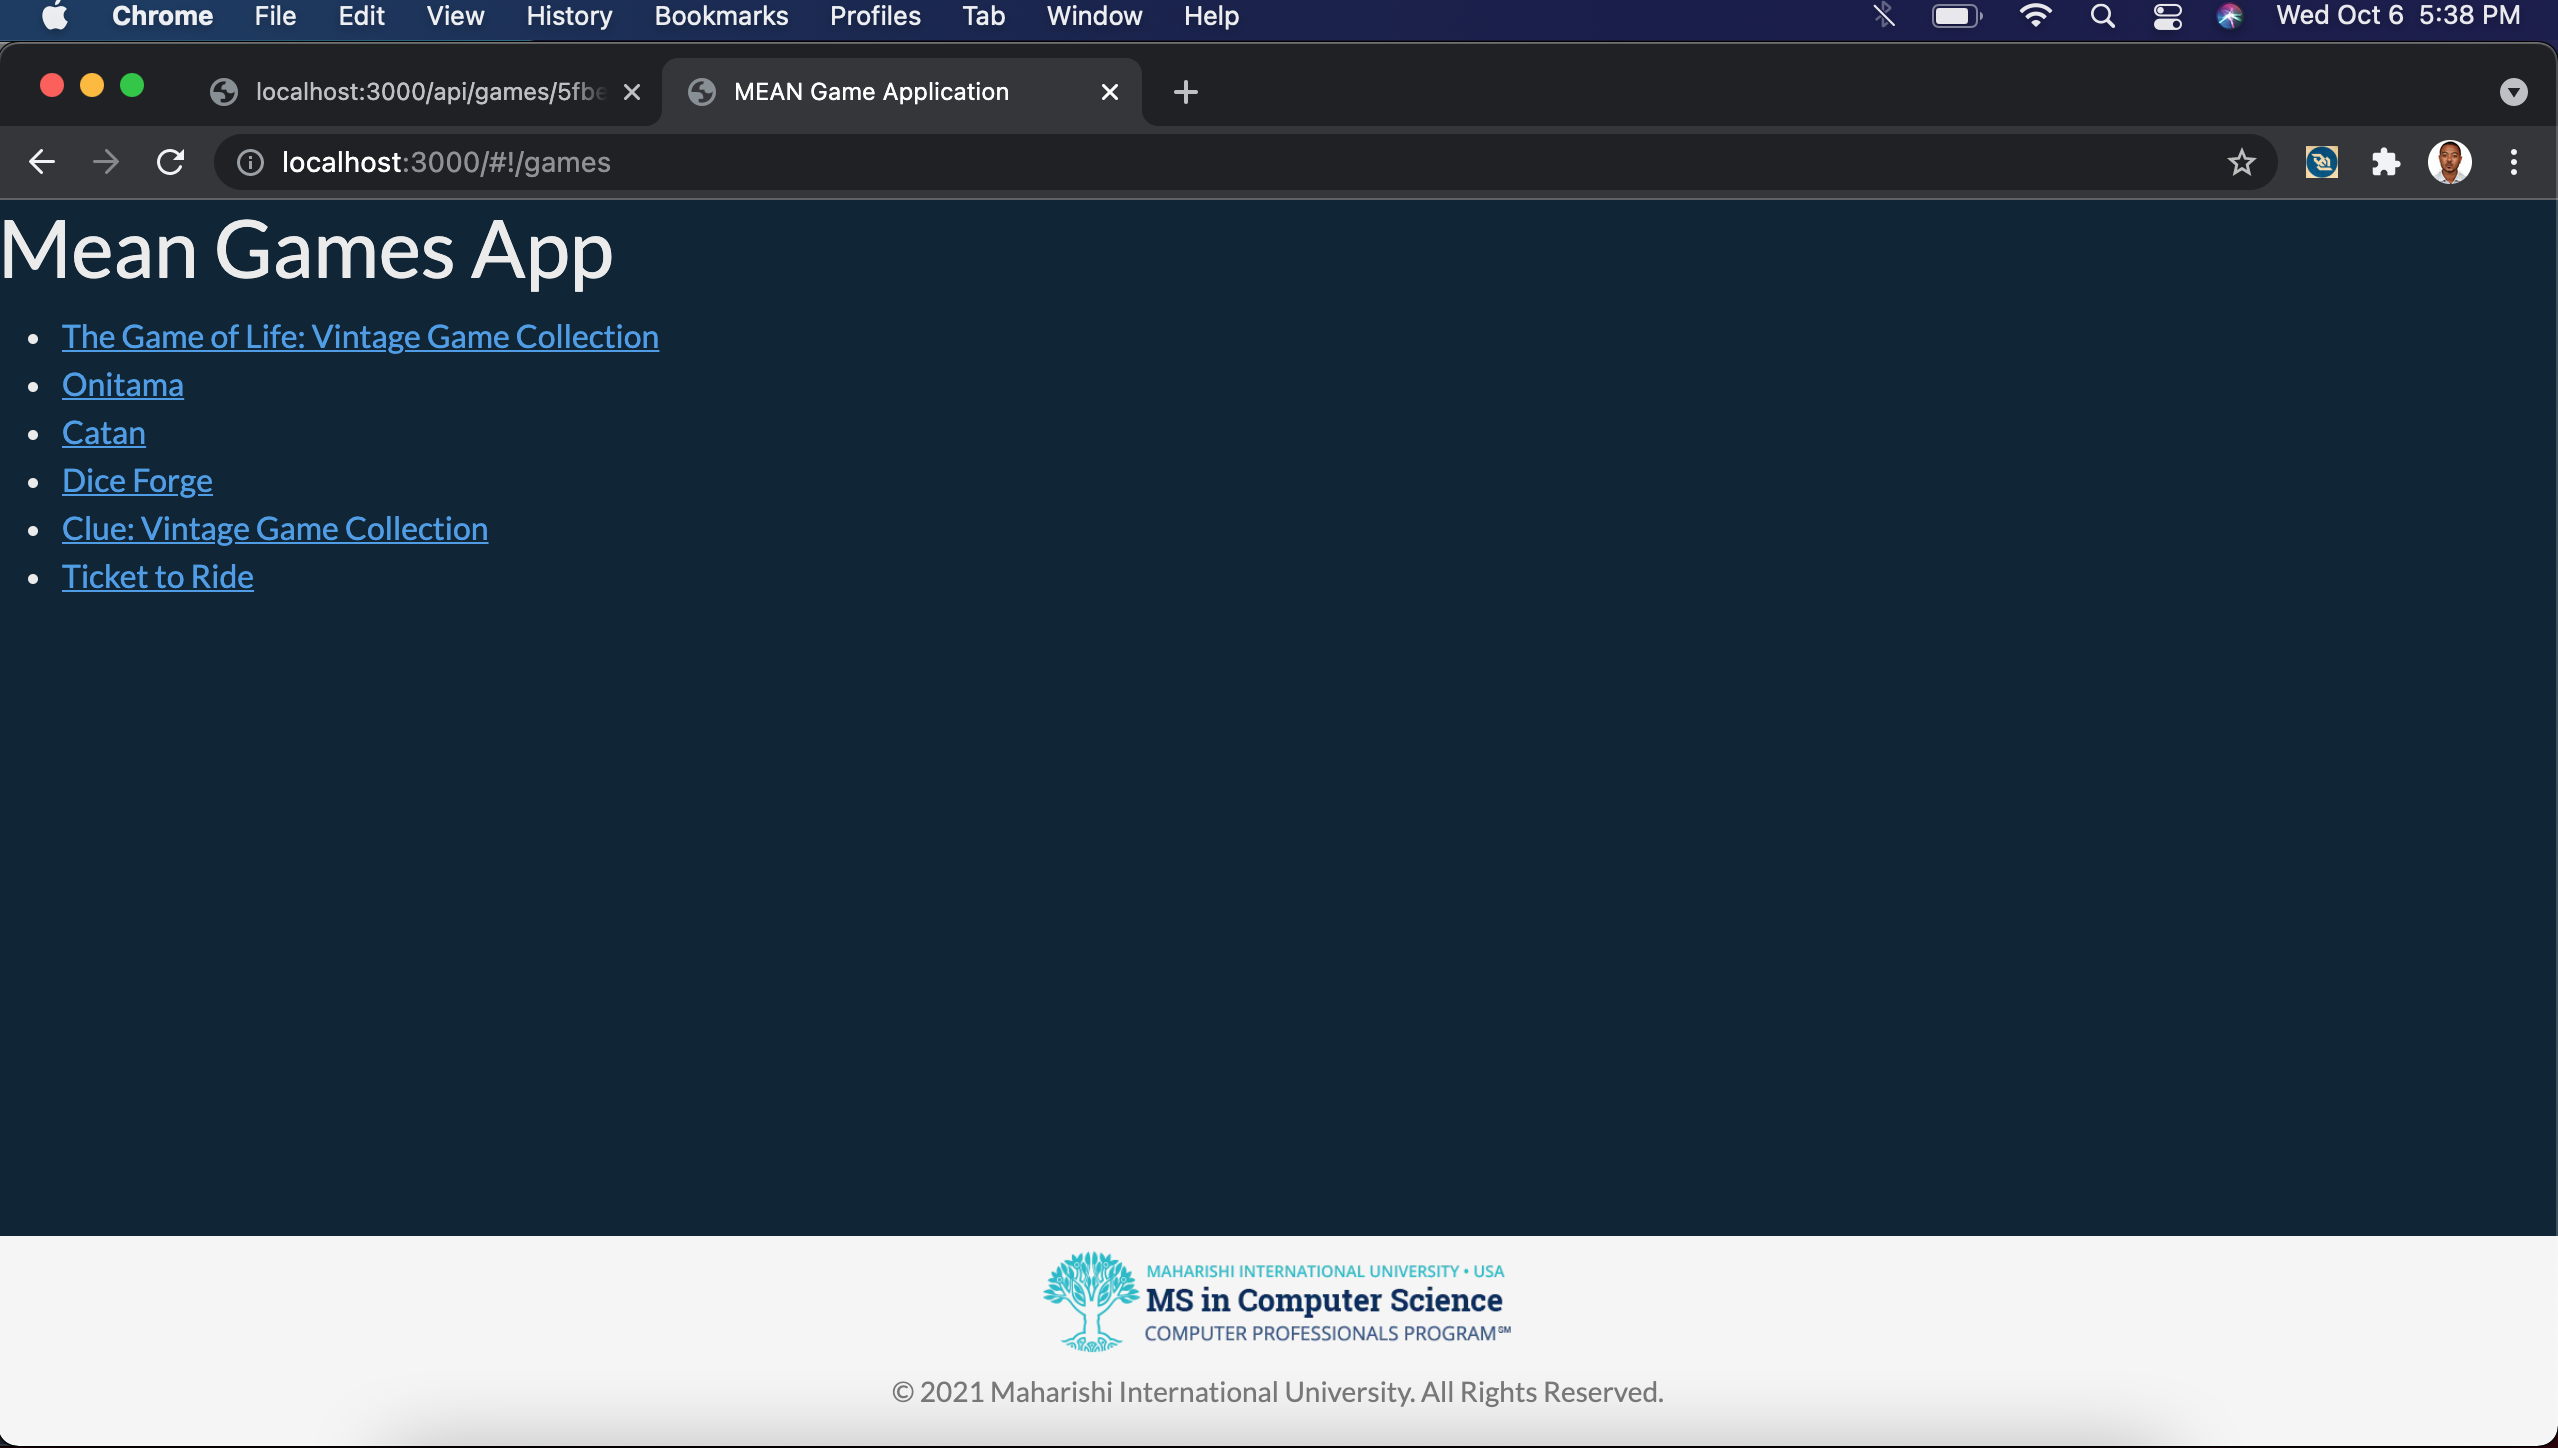 Chrome File Edit View History Bookmarks Profiles Tab Window Help Wed Oct 6 5:38 PM
localhost:3000/api/games/5fbe MEAN Game Application
localhost:3000/#!/games
Mean Games App
The Game of Life: Vintage Game Collection
Onitama
Catan
Dice Forge
Clue: Vintage Game Collection
Ticket to Ride
MAHARISHI INTERNATIONAL UNIVERSITY • USA
MS in Computer Science
COMPUTER PROFESSIONALS PROGRAM℠
© 2021 Maharishi International University. All Rights Reserved.